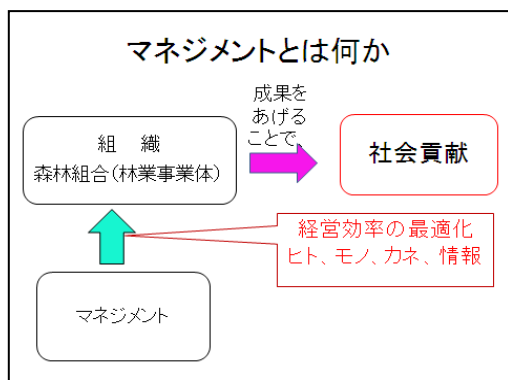 マネジメントとは何か
成果を
あげる
ことで、
組　織
森林組合(林業事業体)
社会貢献
経営効率の最適化
ヒト、モノ、カネ、情報
マネジメント